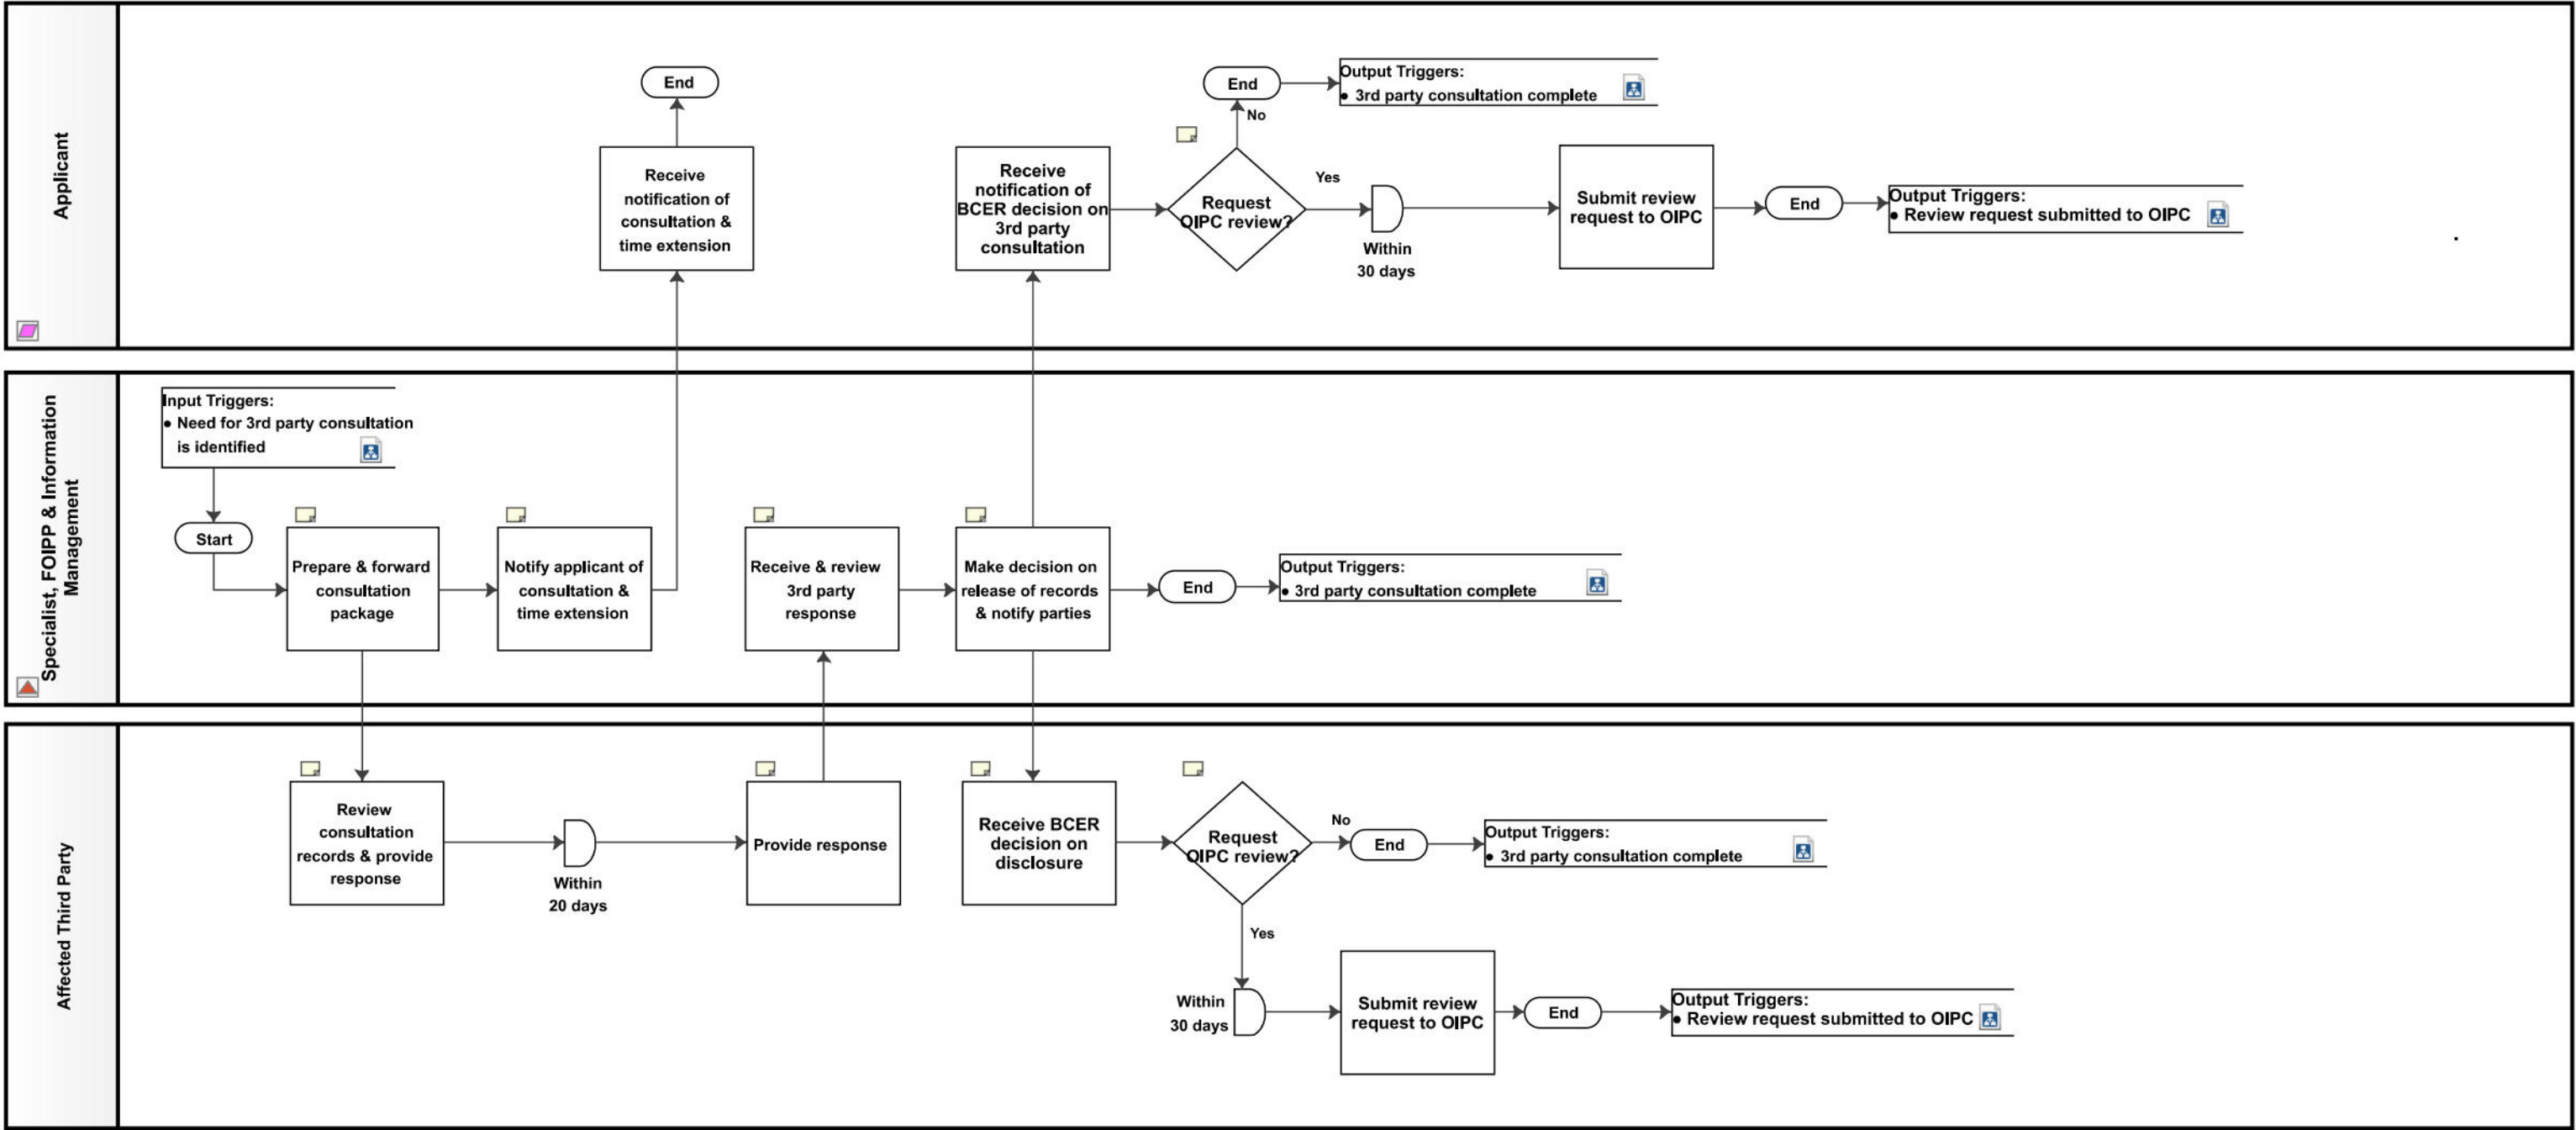 Applicant
End
Receive
notification of
consultation &
time extension
Receive
notification of
BCER decision on
3rd party
consultation
End
Output Triggers:
• 3rd party consultation complete
No
Request
OIPC review?
Yes
Within
30 days
Submit review
request to OIPC
End
Output Triggers:
• Review request submitted to OIPC
Specialist, FOIPP & Information
Management
Input Triggers:
• Need for 3rd party consultation
is identified
Start
Prepare & forward
consultation
package
Notify applicant of
consultation &
time extension
Receive & review
3rd party
response
Make decision on
release of records
& notify parties
End
Output Triggers:
• 3rd party consultation complete
Affected Third Party
Review
consultation
records & provide
response
Within
20 days
Provide response
Receive BCER
decision on
disclosure
Request
OIPC review?
No
End
Output Triggers:
• 3rd party consultation complete
Yes
Within
30 days
Submit review
request to OIPC
End
Output Triggers:
• Review request submitted to OIPC